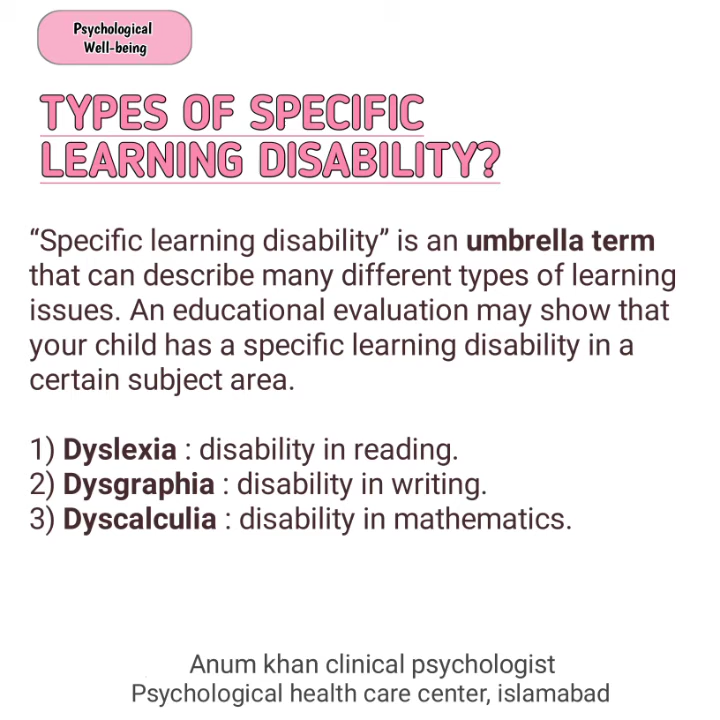 Psychological
Well-being
TYPES OF SPECIFIC
LEARNING DISABILITY?
“Specific learning disability” is an umbrella term
that can describe many different types of learning
issues. An educational evaluation may show that
your child has a specific learning disability in a
certain subject area.
1) Dyslexia : disability in reading.
2) Dysgraphia : disability in writing.
3) Dyscalculia : disability in mathematics.
Anum khan clinical psychologist
Psychological health care center, islamabad